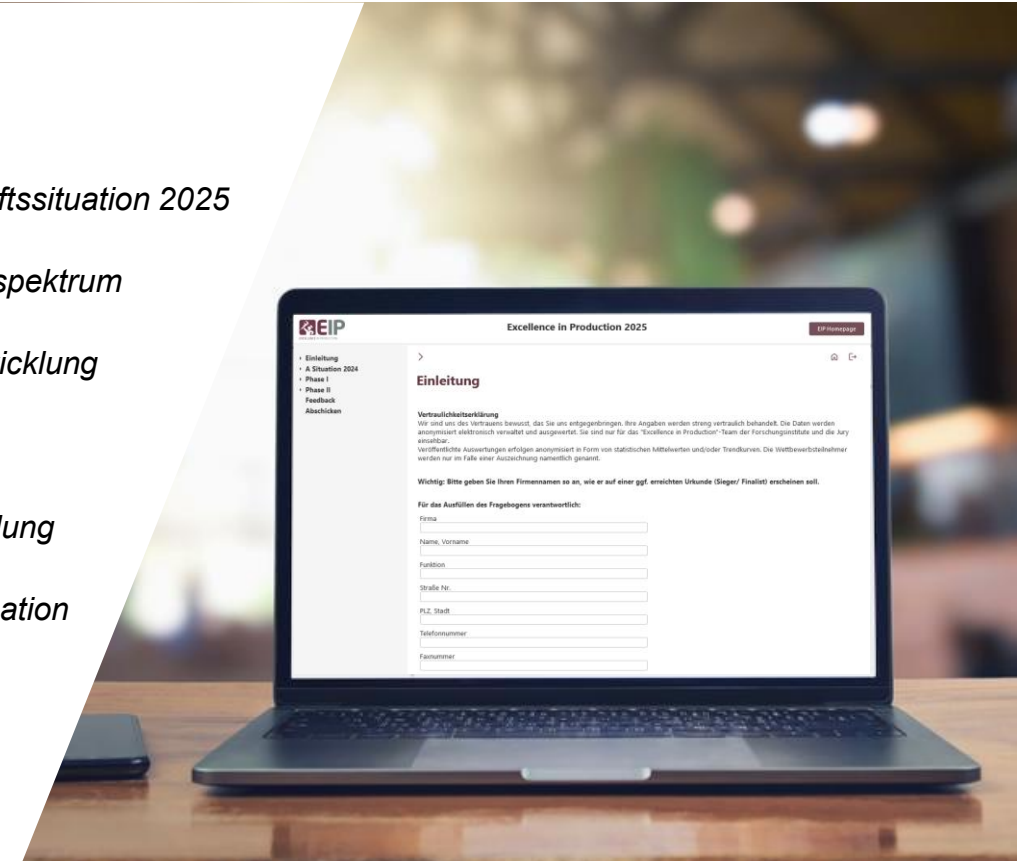 ftssituation 2025
spektrum
icklung
lung
ation
EIP
Excellence in Production 2025
EIP Homepage
Einleitung
A Situation 2024
Phase I
Phase II
Feedback
Abschicken
Einleitung
Vertraulichkeitserklärung
Wir sind uns des Vertrauens bewusst, das Sie uns entgegenbringen. Ihre Angaben werden streng vertraulich behandelt. Die Daten werden
anonymisiert elektronisch verwaltet und ausgewertet. Sie sind nur für das "Excellence in Production"-Team der Forschungsinstitute und die Jury
einsehbar.
Veröffentlichte Auswertungen erfolgen anonymisiert in Form von statistischen Mittelwerten und/oder Trendkurven. Die Wettbewerbsteilnehmer
werden nur im Falle einer Auszeichnung namentlich genannt.
Wichtig: Bitte geben Sie Ihren Firmennamen so an, wie er auf einer ggf. erreichten Urkunde (Sieger/ Finalist) erscheinen soll.
Für das Ausfüllen des Fragebogens verantwortlich:
Firma
Name, Vorname
Funktion
Straße Nr.
PLZ, Stadt
Telefonnummer
Faxnummer